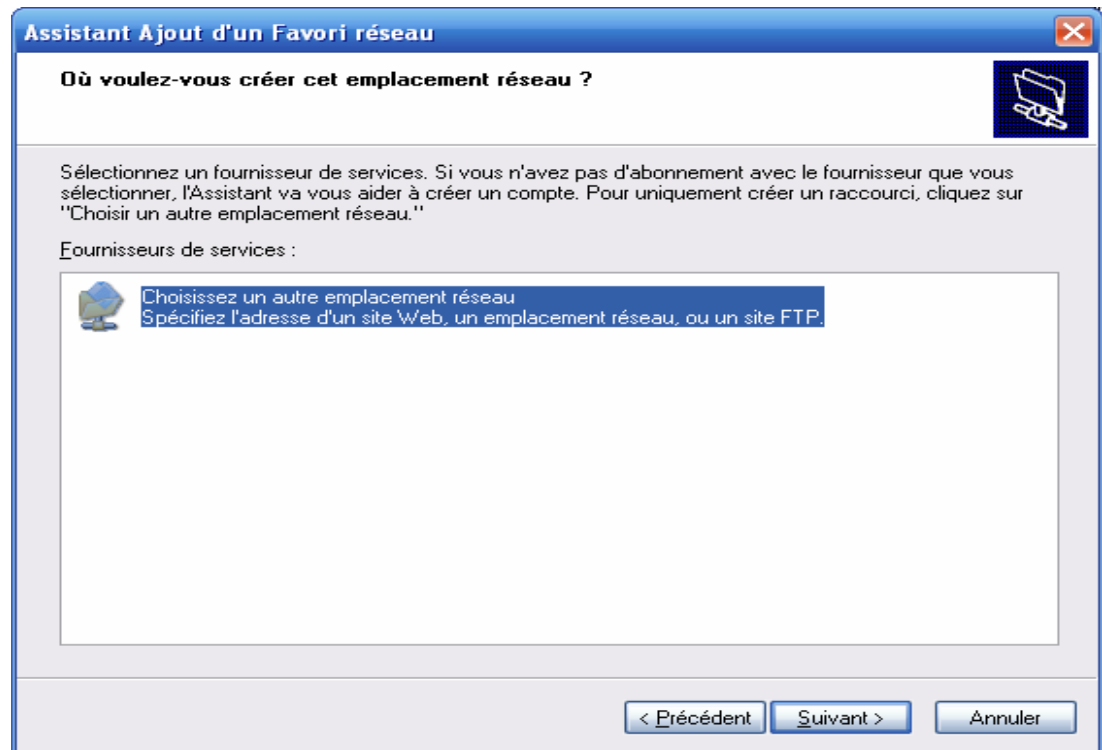 Assistant Ajout d'un Favori réseau
Où voulez-vous créer cet emplacement réseau ?
Sélectionnez un fournisseur de services. Si vous n'avez pas d'abonnement avec le fournisseur que vous
sélectionner, l'Assistant va vous aider à créer un compte. Pour uniquement créer un raccourci, cliquez sur
"Choisir un autre emplacement réseau."
Fournisseurs de services :
Choisissez un autre emplacement réseau
Spécifiez l'adresse d'un site Web, un emplacement réseau, ou un site FTP.
< Précédent Suivant > Annuler